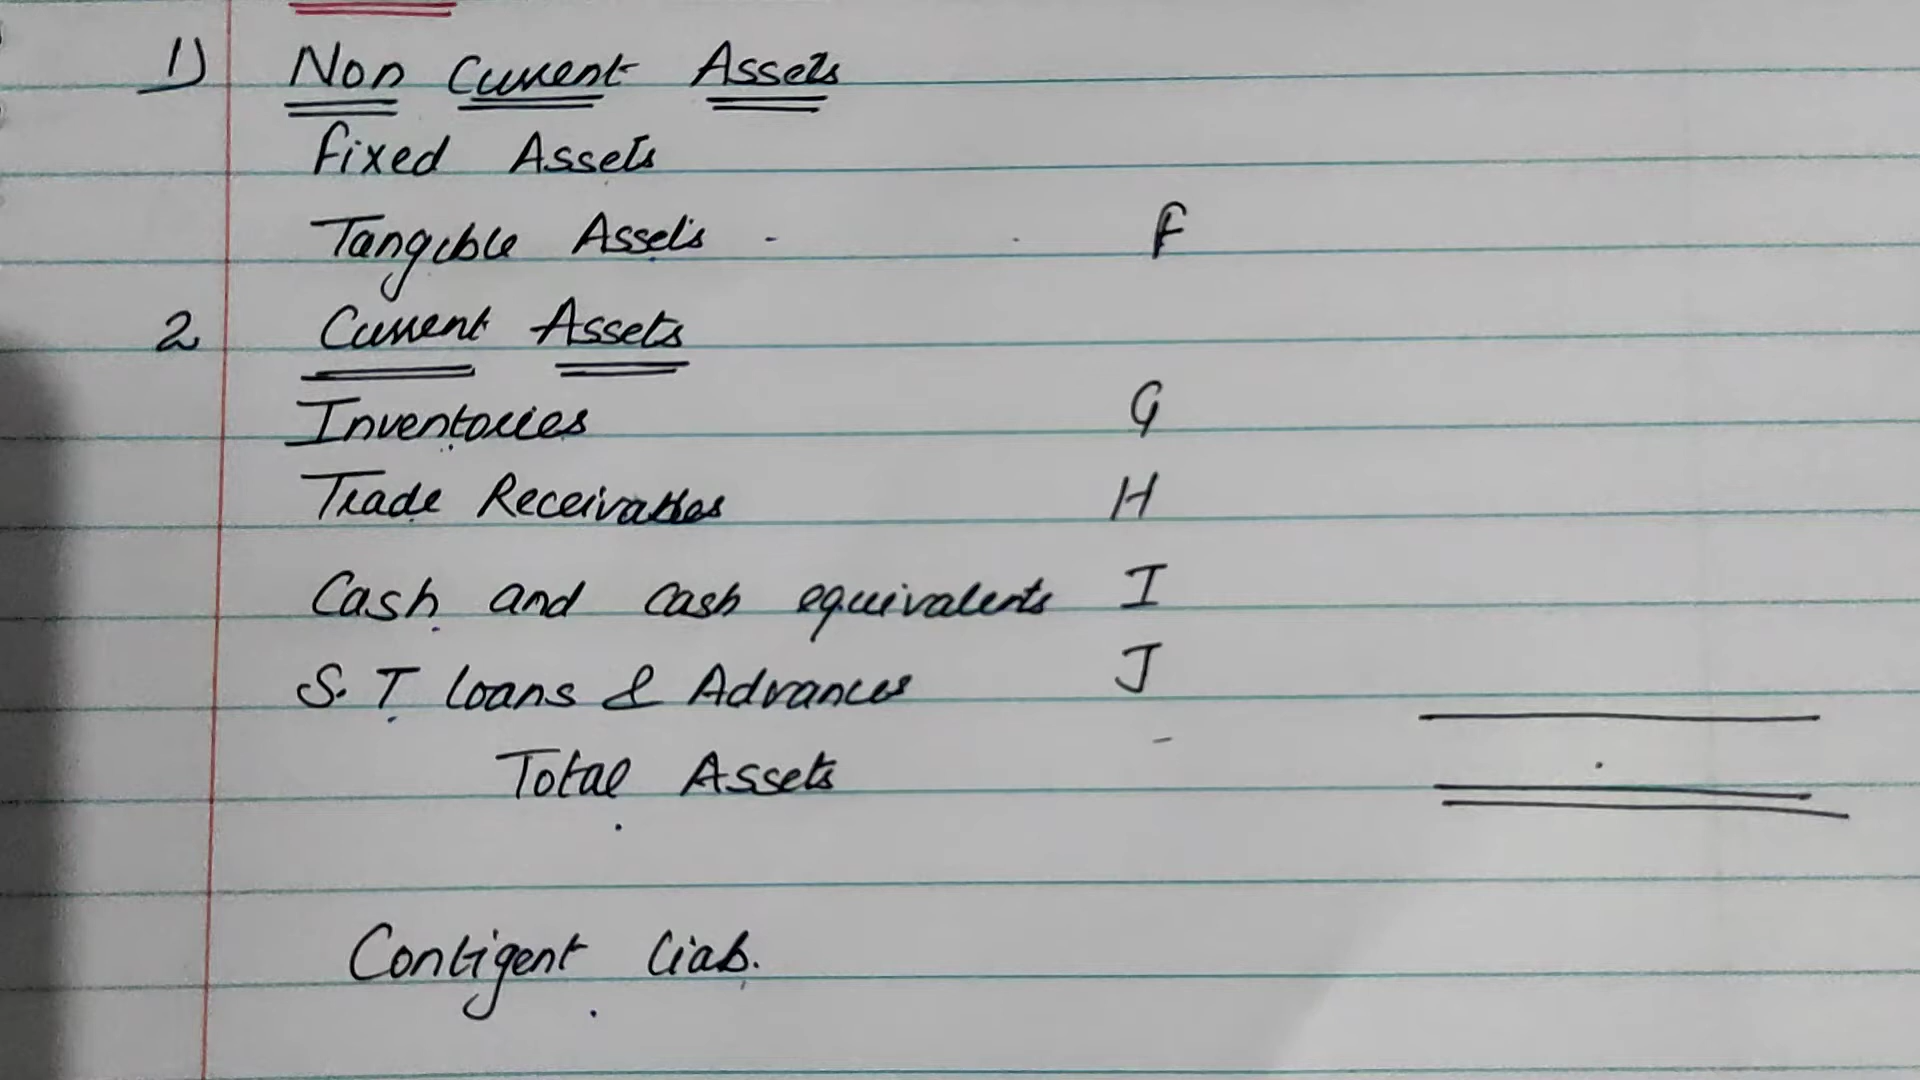 1) Non Current Assets
Fixed Assets
Tangible Assets F
2 Current Assets
Inventories G
Trade Receivables H
Cash and cash equivalents I
S. T. loans & Advances J
Total Assets
Contigent liab.